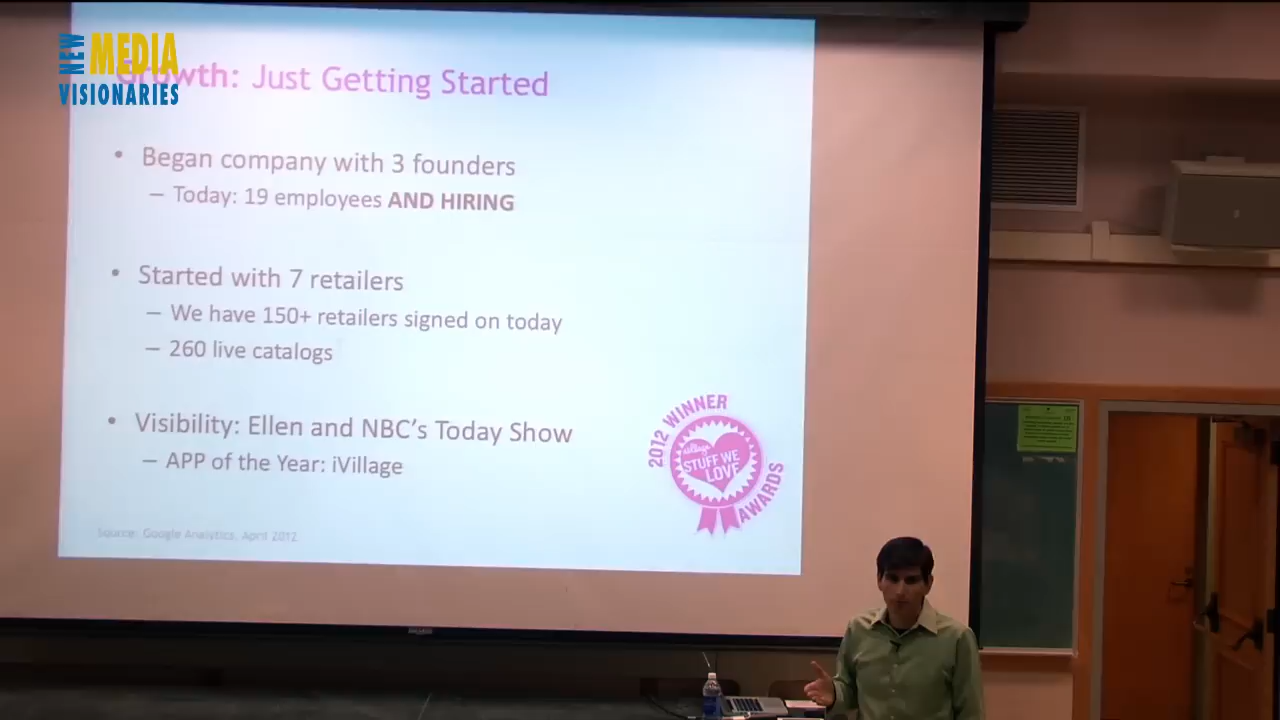 NEW MEDIA
VISIONARIES
Growth: Just Getting Started
• Began company with 3 founders
– Today: 19 employees AND HIRING
• Started with 7 retailers
– We have 150+ retailers signed on today
– 260 live catalogs
• Visibility: Ellen and NBC's Today Show
– APP of the Year: iVillage
2012 WINNER
iVillage
STUFF WE
LOVE
AWARDS
Source: Google Analytics, April 2012